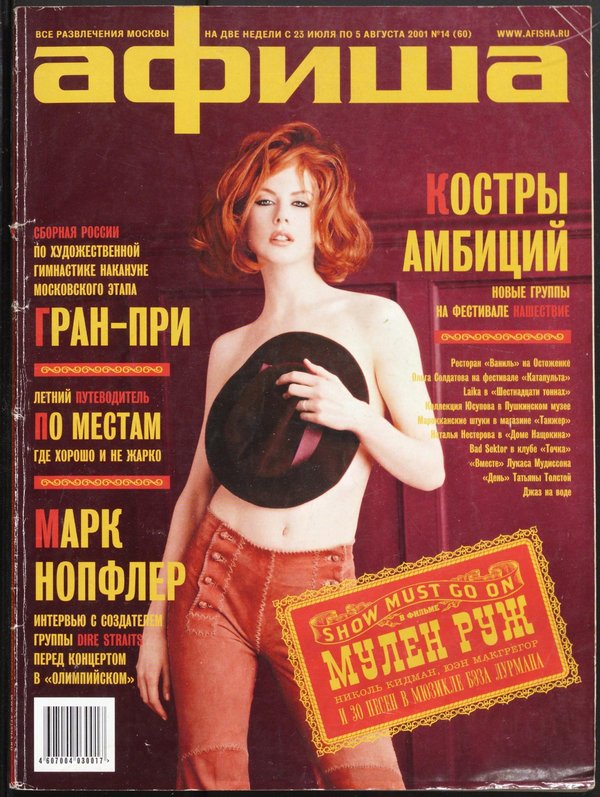 ВСЕ РАЗВЛЕЧЕНИЯ МОСКВЫ
НА ДВЕ НЕДЕЛИ С 23 ИЮЛЯ ПО 5 АВГУСТА 2001 №14 (60)
WWW.AFISHA.RU
афиша
СБОРНАЯ РОССИИ
ПО ХУДОЖЕСТВЕННОЙ
ГИМНАСТИКЕ НАКАНУНЕ
МОСКОВСКОГО ЭТАПА
ГРАН-ПРИ
ЛЕТНИЙ ПУТЕВОДИТЕЛЬ
ПО МЕСТАМ
ГДЕ ХОРОШО И НЕ ЖАРКО
МАРК
НОПФЛЕР
ИНТЕРВЬЮ С СОЗДАТЕЛЕМ
ГРУППЫ DIRE STRAITS
ПЕРЕД КОНЦЕРТОМ
В «ОЛИМПИЙСКОМ»
КОСТРЫ
АМБИЦИЙ
НОВЫЕ ГРУППЫ
НА ФЕСТИВАЛЕ НАШЕСТВИЕ
Ресторан «Ваниль» на Остоженке
Ольга Солдатова на фестивале «Катапульта»
Laika в «Шестнадцати тоннах»
Коллекция Юсупова в Пушкинском музее
Марокканские штуки в магазине «Танжер»
Наталья Нестерова в «Доме Нащокина»
Bad Sektor в клубе «Точка»
«Вместе» Лукаса Мудиссона
«День» Татьяны Толстой
Джаз на воде
SHOW MUST GO ON
В ФИЛЬМЕ
МУЛЕН РУЖ
НИКОЛЬ КИДМАН, ЮЭН МАКГРЕГОР
И 30 ПЕСЕН В МЮЗИКЛЕ БЭЗА ЛУРМАНА
4 607004 030017